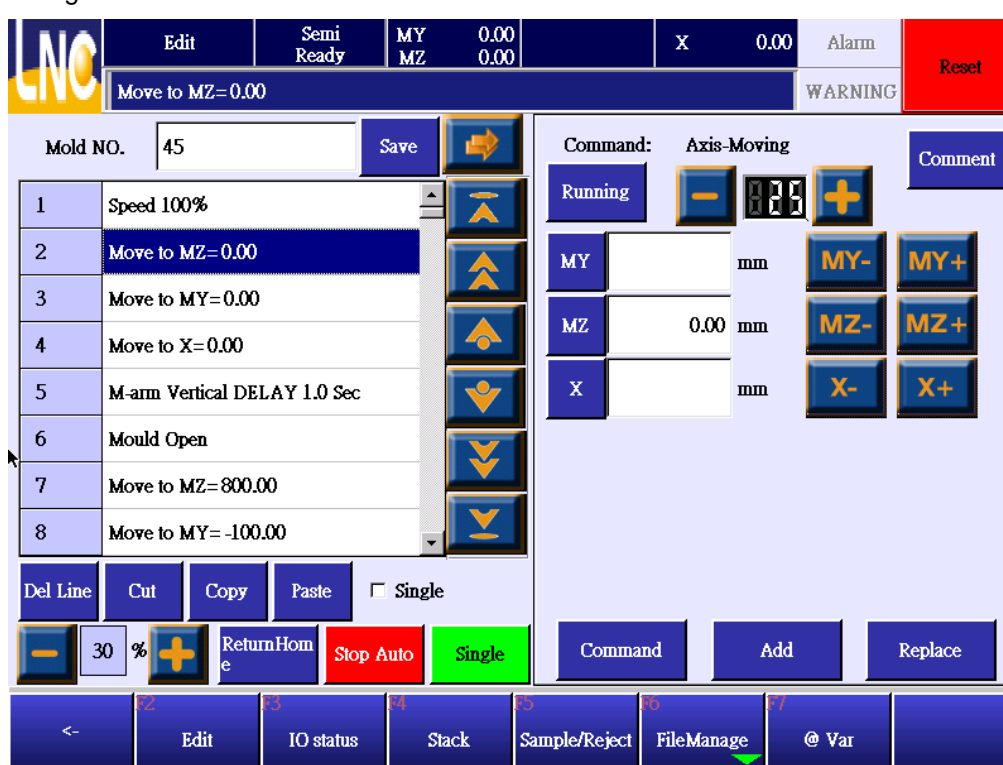 LNC
Edit
Semi Ready
MY 0.00
MZ 0.00
X 0.00
Alarm
Reset
Move to MZ=0.00
WARNING
Mold NO. 45
Save
1 Speed 100%
2 Move to MZ=0.00
3 Move to MY=0.00
4 Move to X=0.00
5 M-arm Vertical DELAY 1.0 Sec
6 Mould Open
7 Move to MZ=800.00
8 Move to MY=-100.00
Del Line
Cut
Copy
Paste
Single
30 %
ReturnHome
Stop Auto
Single
Command: Axis-Moving
Comment
Running
MY mm MY- MY+
MZ 0.00 mm MZ- MZ+
X mm X- X+
Command
Add
Replace
<-
F2 Edit
F3 IO status
F4 Stack
F5 Sample/Reject
F6 FileManage
F7 @ Var